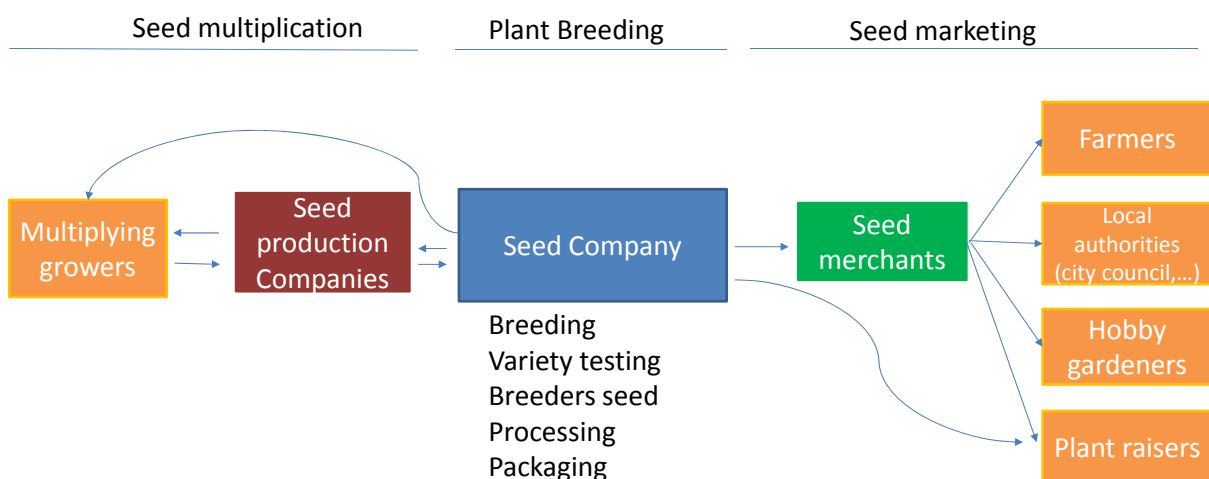 Seed multiplication
Plant Breeding
Seed marketing
Multiplying
growers
Seed
production
Companies
Seed Company
Breeding
Variety testing
Breeders seed
Processing
Packaging
Seed
merchants
Farmers
Local
authorities
(city council,...)
Hobby
gardeners
Plant raisers